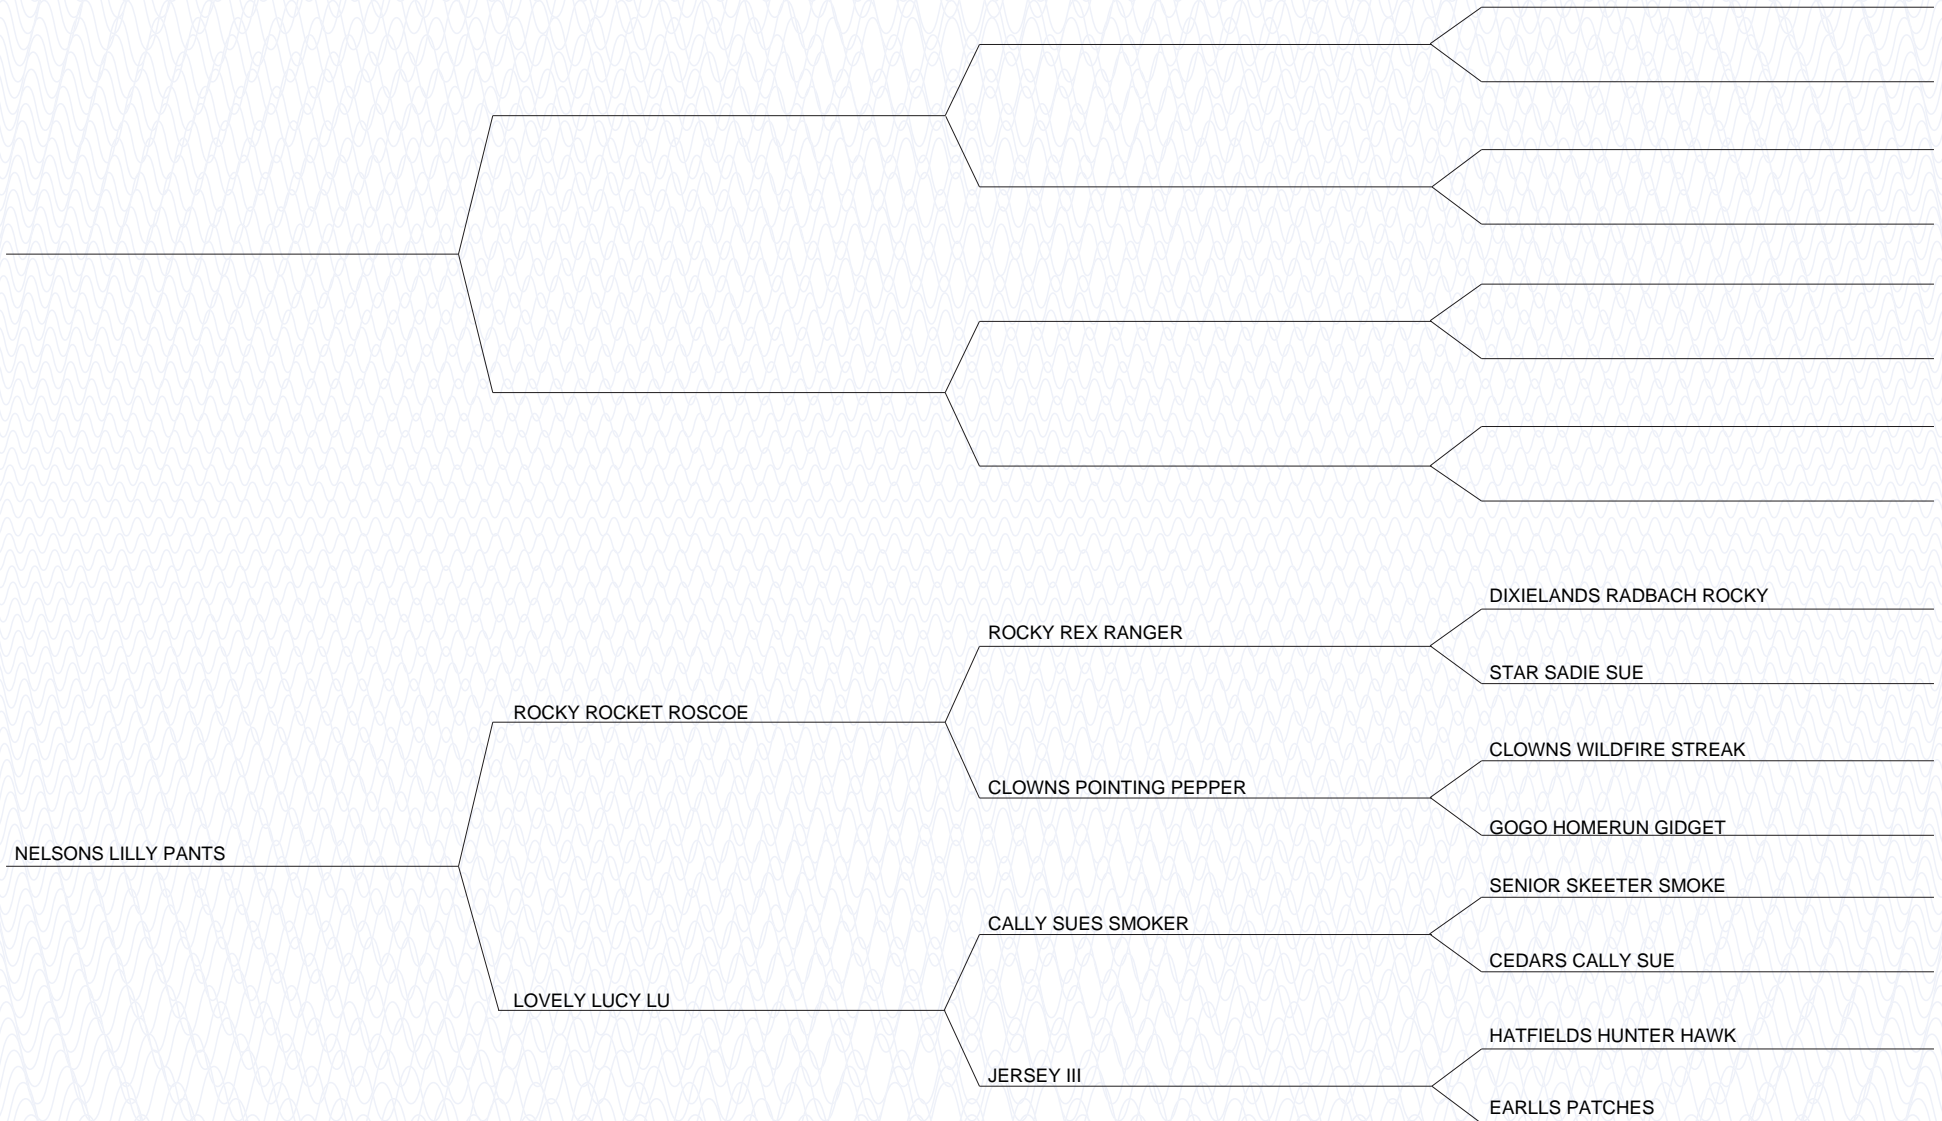 DIXIELANDS RADBACH ROCKY
ROCKY REX RANGER
STAR SADIE SUE
ROCKY ROCKET ROSCOE
CLOWNS WILDFIRE STREAK
CLOWNS POINTING PEPPER
GOGO HOMERUN GIDGET
NELSONS LILLY PANTS
SENIOR SKEETER SMOKE
CALLY SUES SMOKER
CEDARS CALLY SUE
LOVELY LUCY LU
HATFIELDS HUNTER HAWK
JERSEY III
EARLLS PATCHES